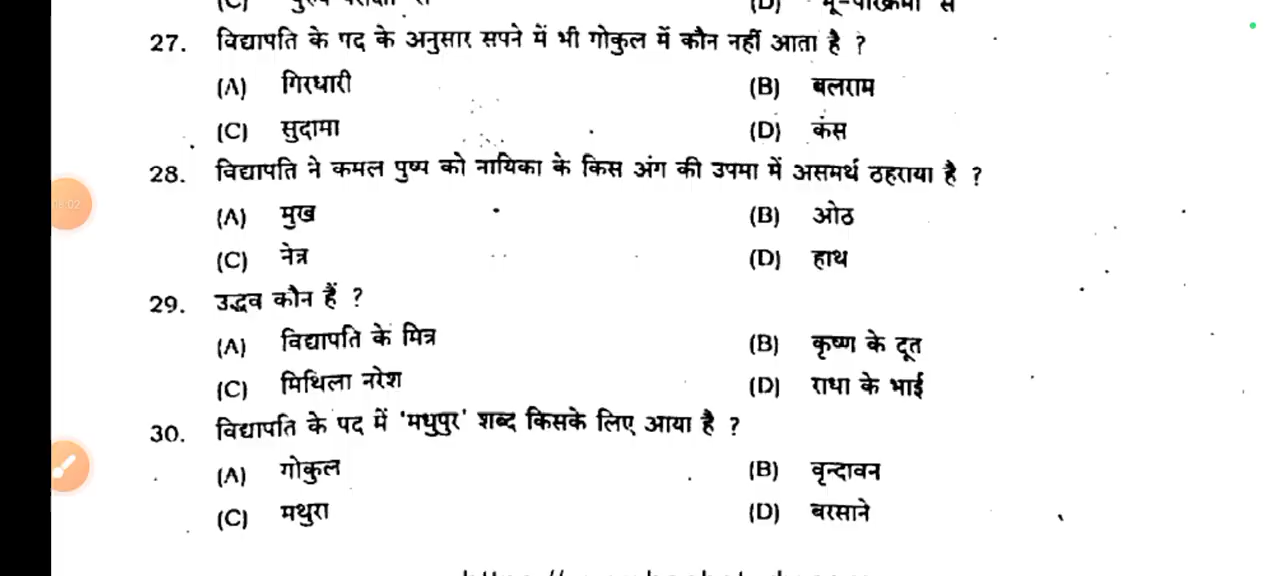 27. विद्यापति के पद के अनुसार सपने में भी गोकुल में कौन नहीं आता है ?
(A) गिरधारी (B) बलराम
(C) सुदामा (D) कंस
28. विद्यापति ने कमल पुष्प को नायिका के किस अंग की उपमा में असमर्थ ठहराया है ?
(A) मुख (B) ओठ
(C) नेत्र (D) हाथ
29. उद्धव कौन हैं ?
(A) विद्यापति के मित्र (B) कृष्ण के दूत
(C) मिथिला नरेश (D) राधा के भाई
30. विद्यापति के पद में 'मधुपुर' शब्द किसके लिए आया है ?
(A) गोकुल (B) वृन्दावन
(C) मथुरा (D) बरसाने